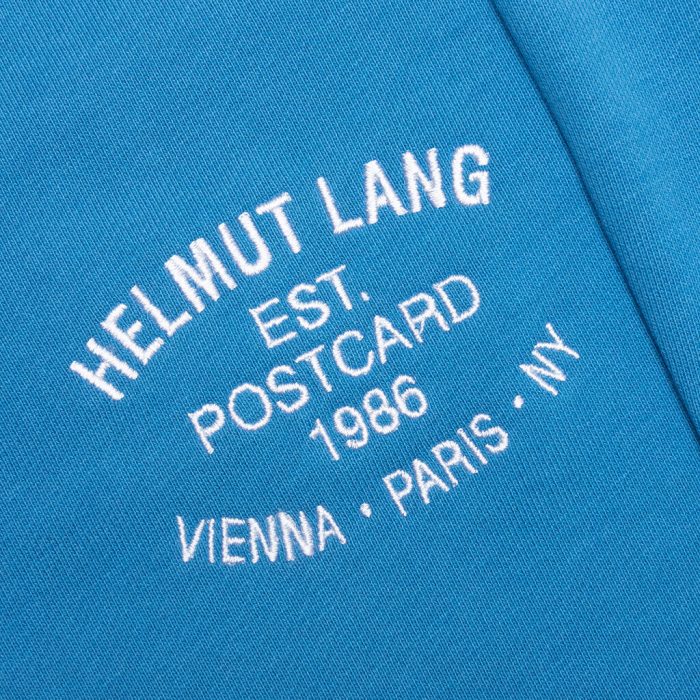 HELMUT LANG
EST.
POSTCARD
1986
VIENNA • PARIS • NY